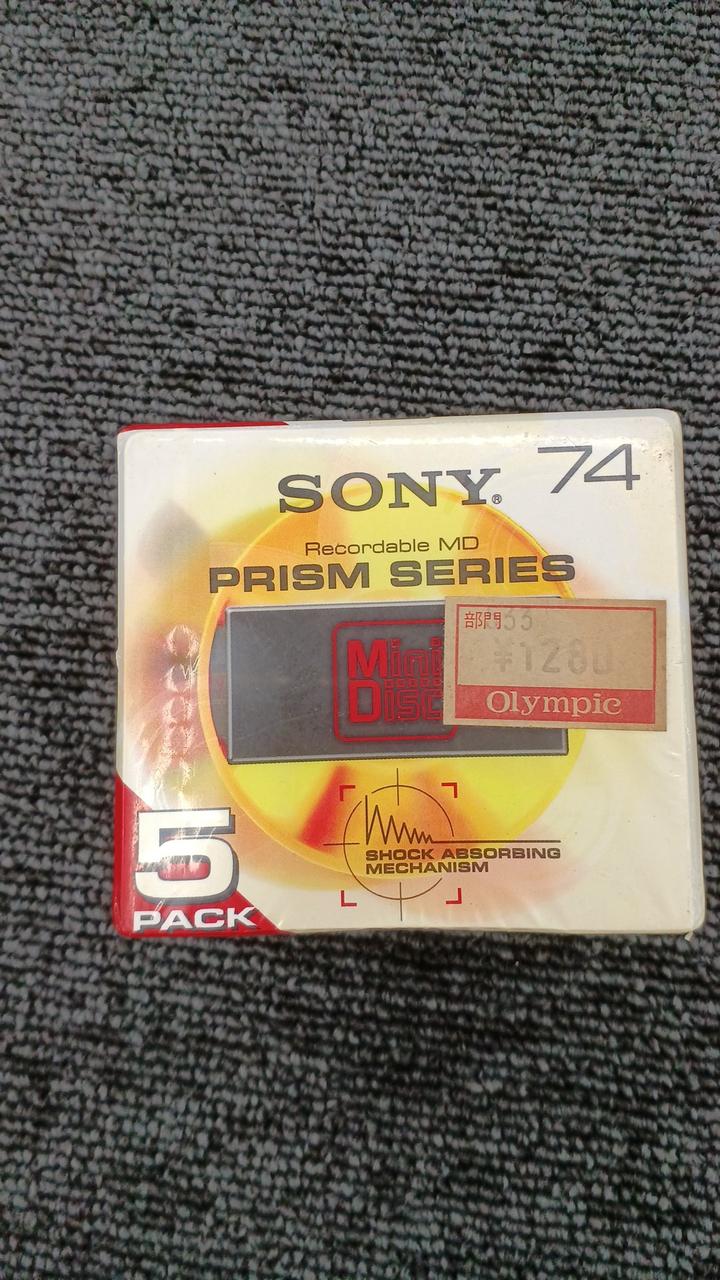 SONY® 74
Recordable MD
PRISM SERIES
Mini
Disc
部門
¥1280
Olympic
SHOCK ABSORBING
MECHANISM
5
PACK